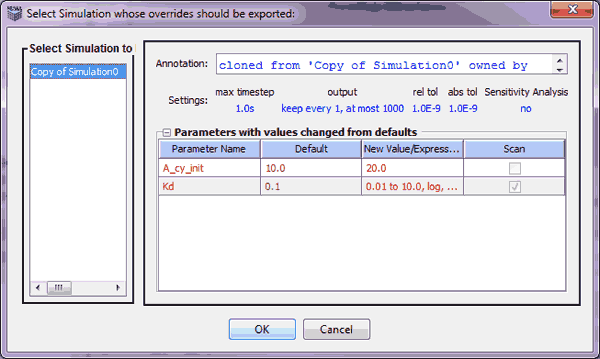 Select Simulation whose overrides should be exported:
Select Simulation to
Copy of Simulation0
Annotation: cloned from 'Copy of Simulation0' owned by
max timestep output rel tol abs tol Sensitivity Analysis
Settings: 1.0s keep every 1, at most 1000 1.0E-9 1.0E-9 no
Parameters with values changed from defaults
Parameter Name Default New Value/Express... Scan
A_cy_init 10.0 20.0
Kd 0.1 0.01 to 10.0, log, ...
OK Cancel